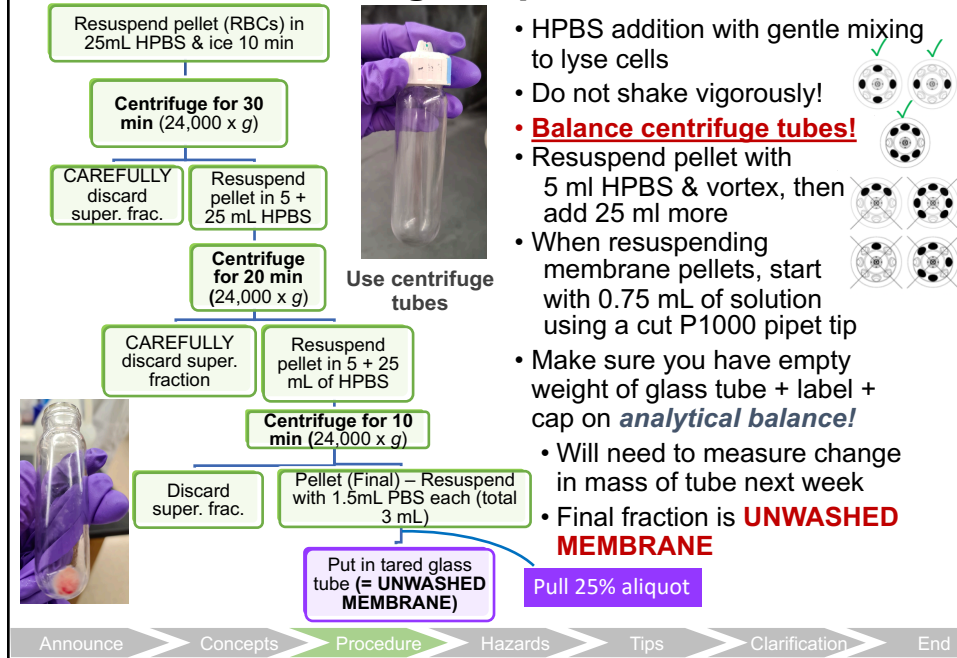 Resuspend pellet (RBCs) in
25mL HPBS & ice 10 min
Centrifuge for 30
min (24,000 x g)
CAREFULLY
discard
super. frac.
Resuspend
pellet in 5 +
25 mL HPBS
Centrifuge
for 20 min
(24,000 x g)
CAREFULLY
discard super.
fraction
Resuspend
pellet in 5 + 25
mL of HPBS
Centrifuge for 10
min (24,000 x g)
Discard
super. frac.
Pellet (Final) – Resuspend
with 1.5mL PBS each (total
3 mL)
Put in tared glass
tube (= UNWASHED
MEMBRANE)
Pull 25% aliquot
Use centrifuge
tubes
• HPBS addition with gentle mixing
to lyse cells
• Do not shake vigorously!
• Balance centrifuge tubes!
• Resuspend pellet with
5 ml HPBS & vortex, then
add 25 ml more
• When resuspending
membrane pellets, start
with 0.75 mL of solution
using a cut P1000 pipet tip
• Make sure you have empty
weight of glass tube + label +
cap on analytical balance!
• Will need to measure change
in mass of tube next week
• Final fraction is UNWASHED
MEMBRANE
Announce
Concepts
Procedure
Hazards
Tips
Clarification
End